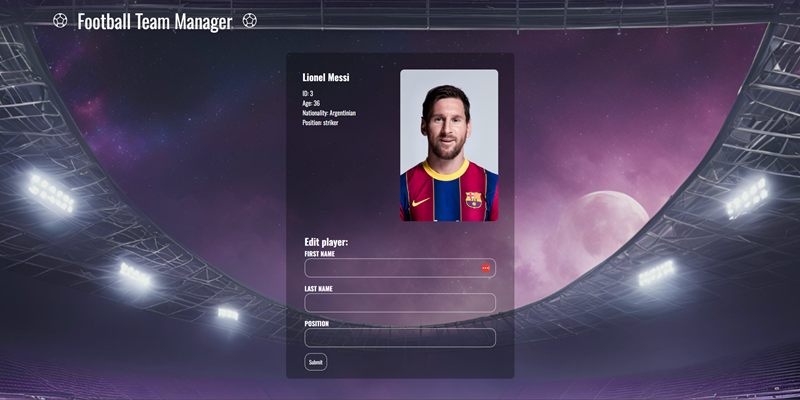 Football Team Manager
Lionel Messi
ID: 3
Age: 36
Nationality: Argentinian
Position: striker
Edit player:
FIRST NAME
LAST NAME
POSITION
Submit